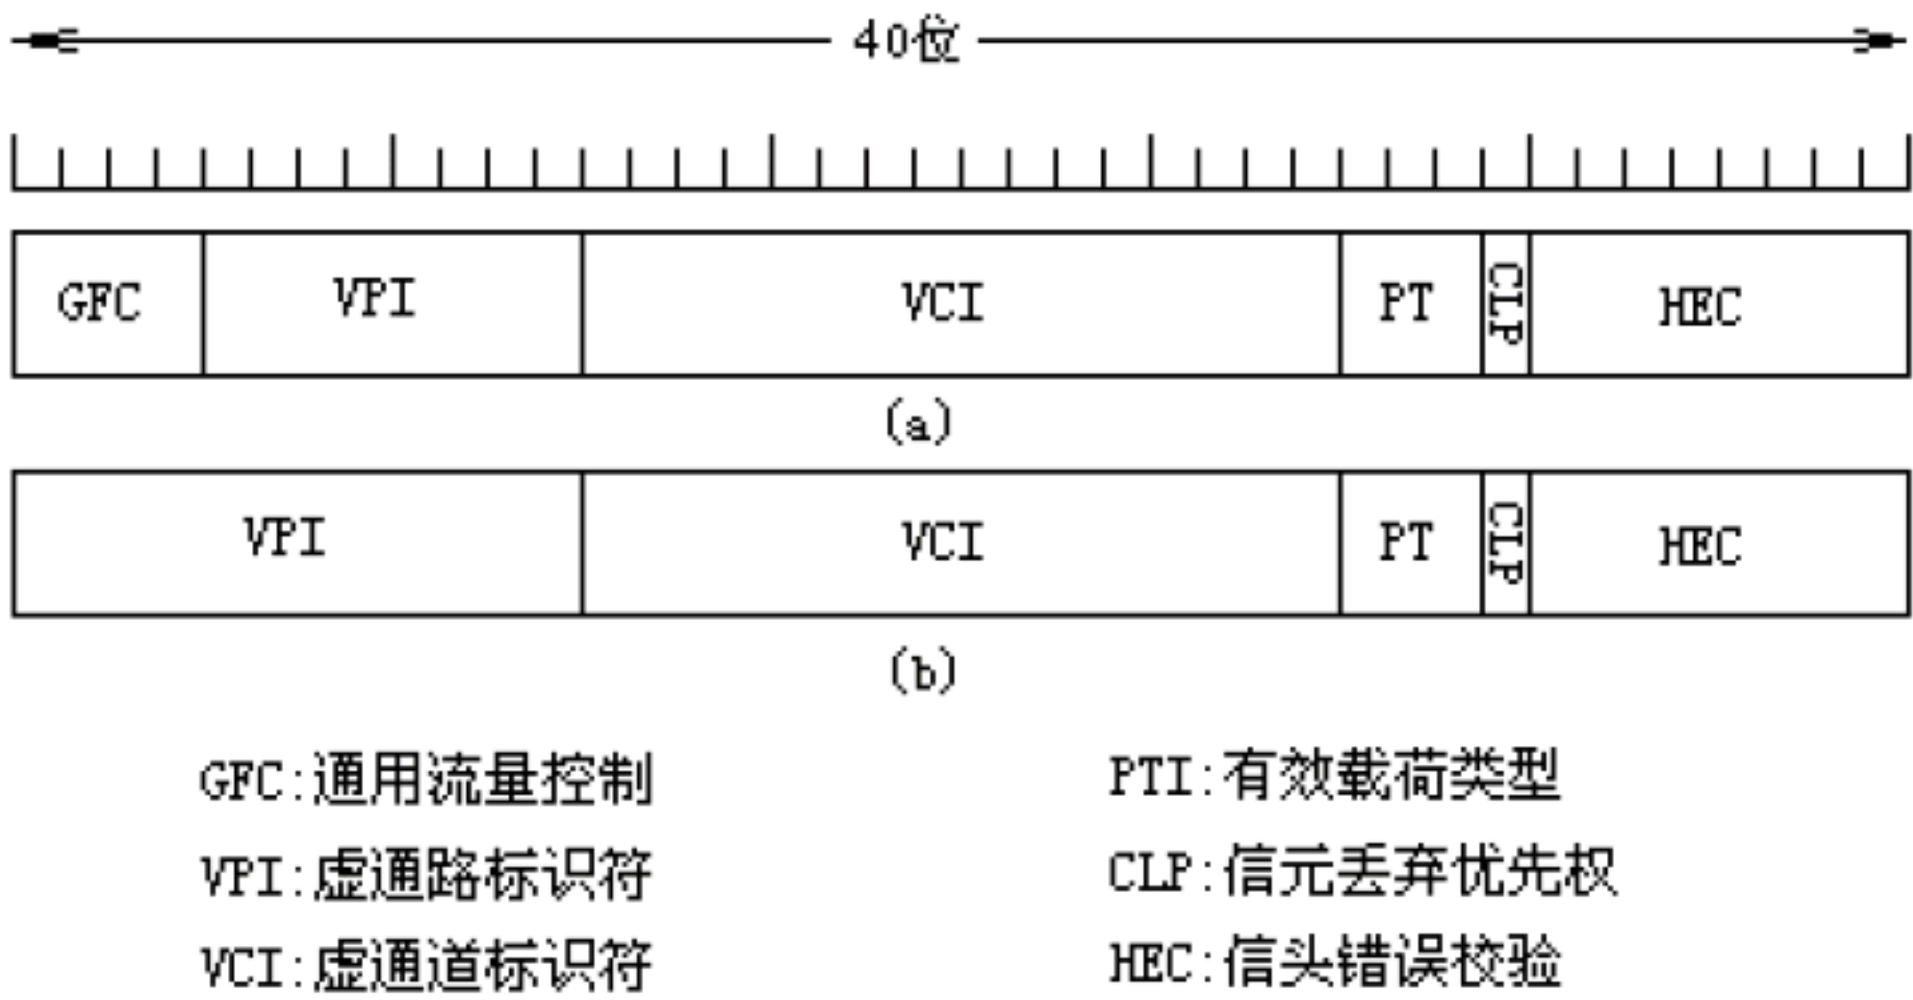 40位
GFC VPI VCI PT CLP HEC
(a)
VPI VCI PT CLP HEC
(b)
GFC:通用流量控制 PTI:有效载荷类型
VPI:虚通路标识符 CLP:信元丢弃优先权
VCI:虚通道标识符 HEC:信头错误校验